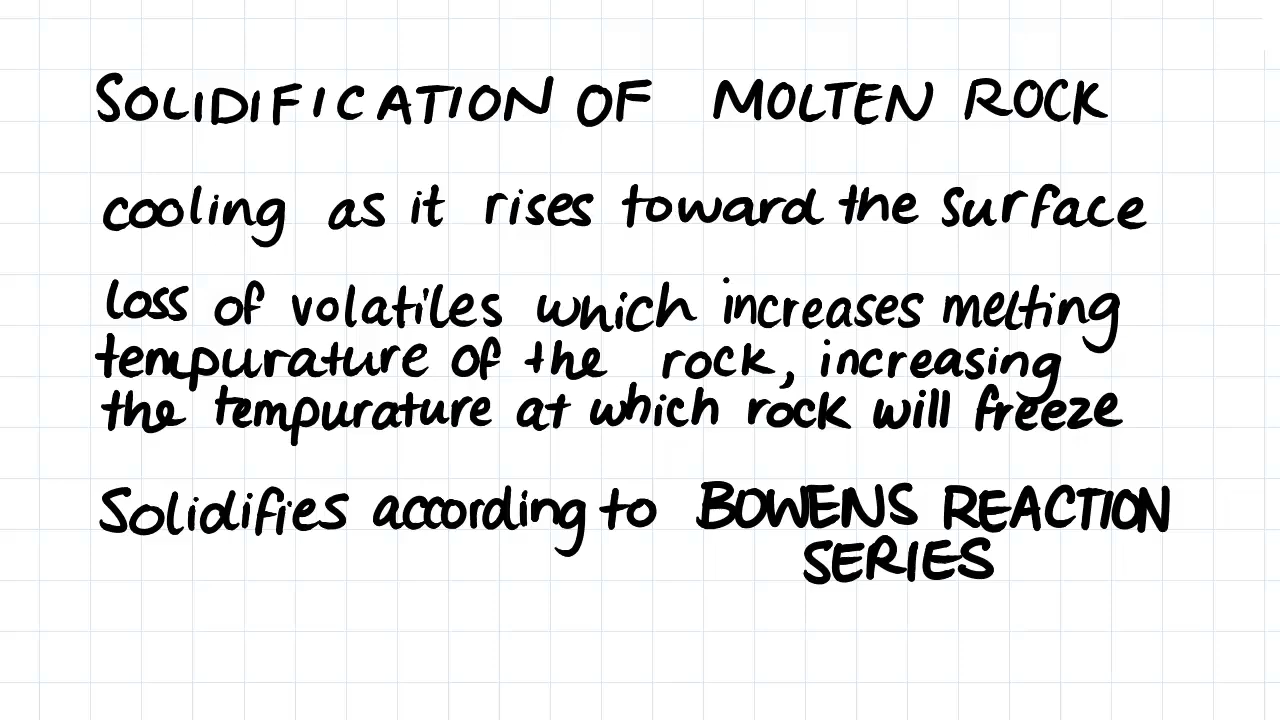 SOLIDIFICATION OF MOLTEN ROCK
cooling as it rises toward the surface
loss of volatiles which increases melting
tempurature of the rock, increasing
the tempurature at which rock will freeze
Solidifies according to BOWENS REACTION
SERIES